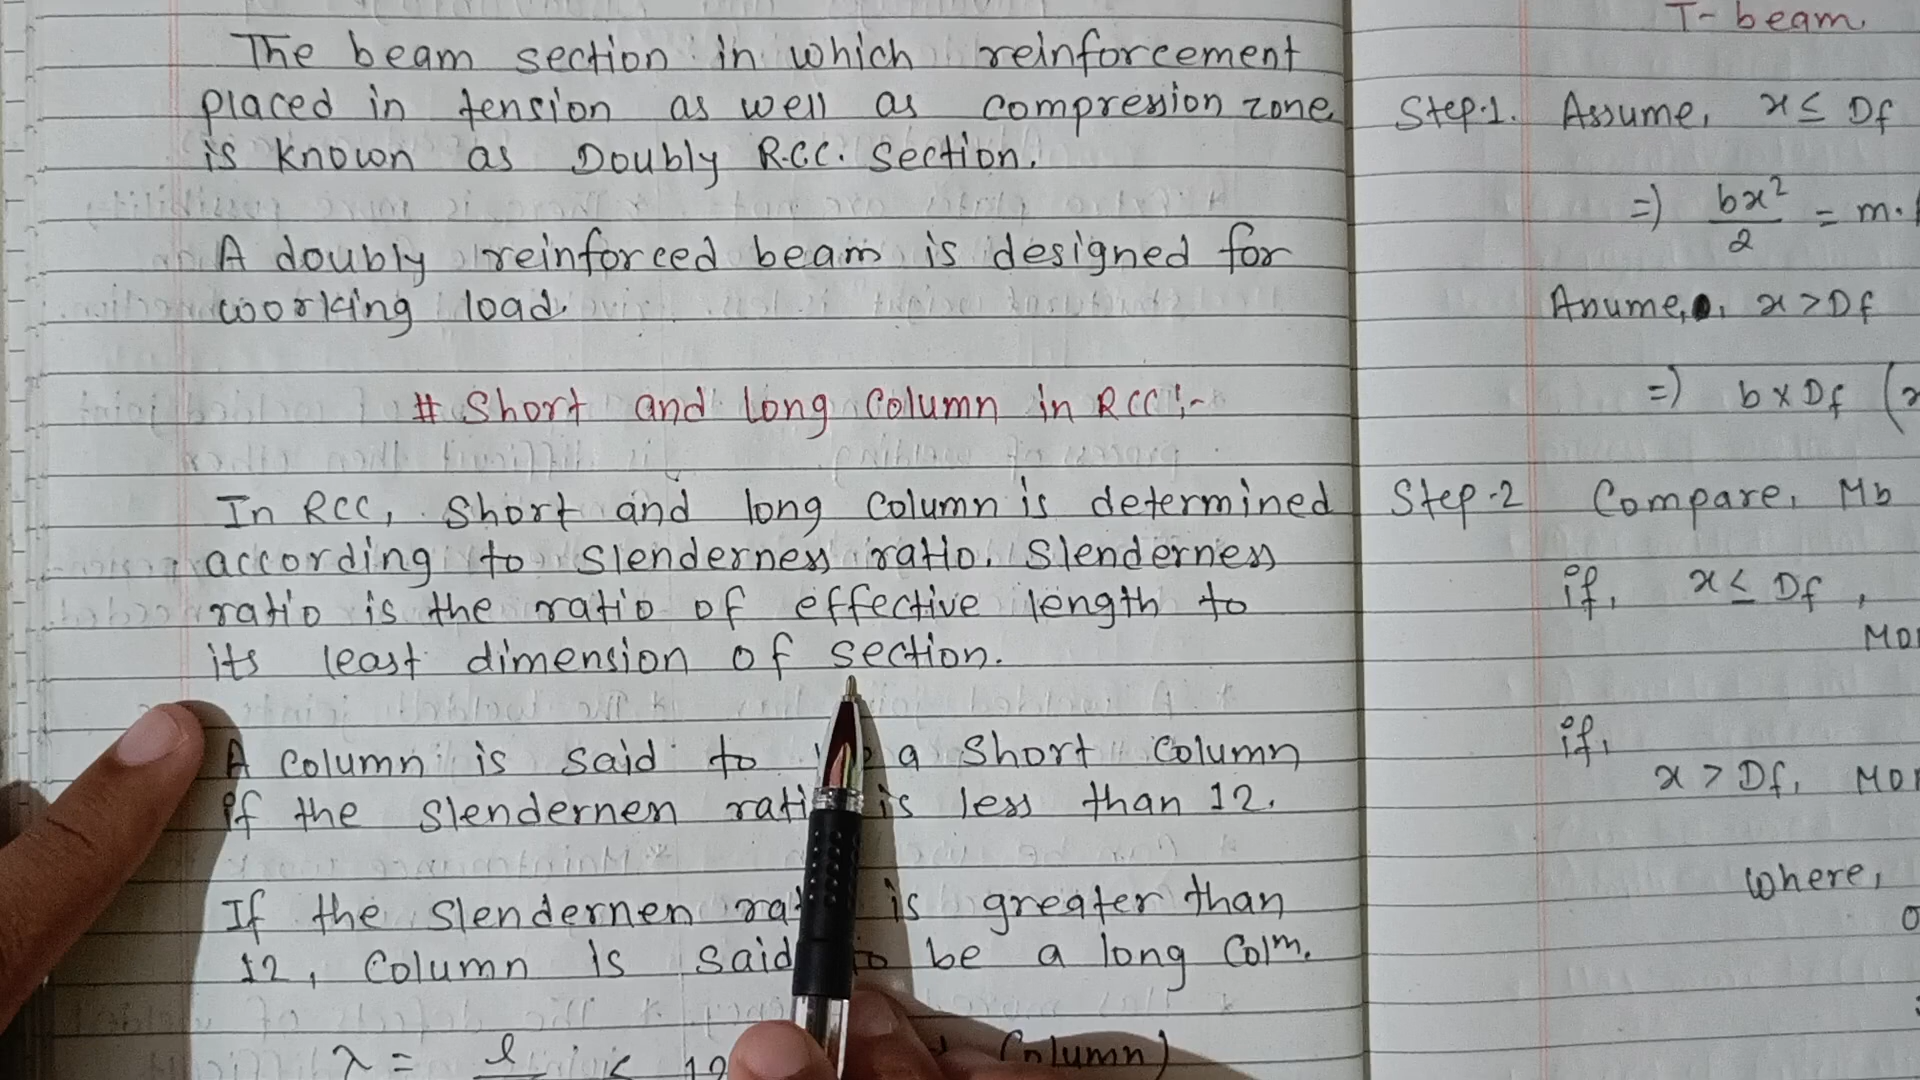 The beam section in which reinforcement
placed in tension as well as compression zone
is known as Doubly R.C.C. Section.
A doubly reinforced beam is designed for
working load.
# Short and long Column in RCC :-
In RCC, Short and long Column is determined
according to Slenderness ratio. Slenderness
ratio is the ratio of effective length to
its least dimension of section.
A Column is said to a Short Column
if the Slenderness is less than 12.
If the Slenderness is greater than
12, Column is said to be a long Colm.
λ = l < 12 Column)
T-beam
Step-1. Assume, x ≤ Df
=) bx²/2 = m.
Assume, x > Df
=) b x Df (
Step-2 Compare, Mb
if, x ≤ Df ,
if,
x > Df,
where,